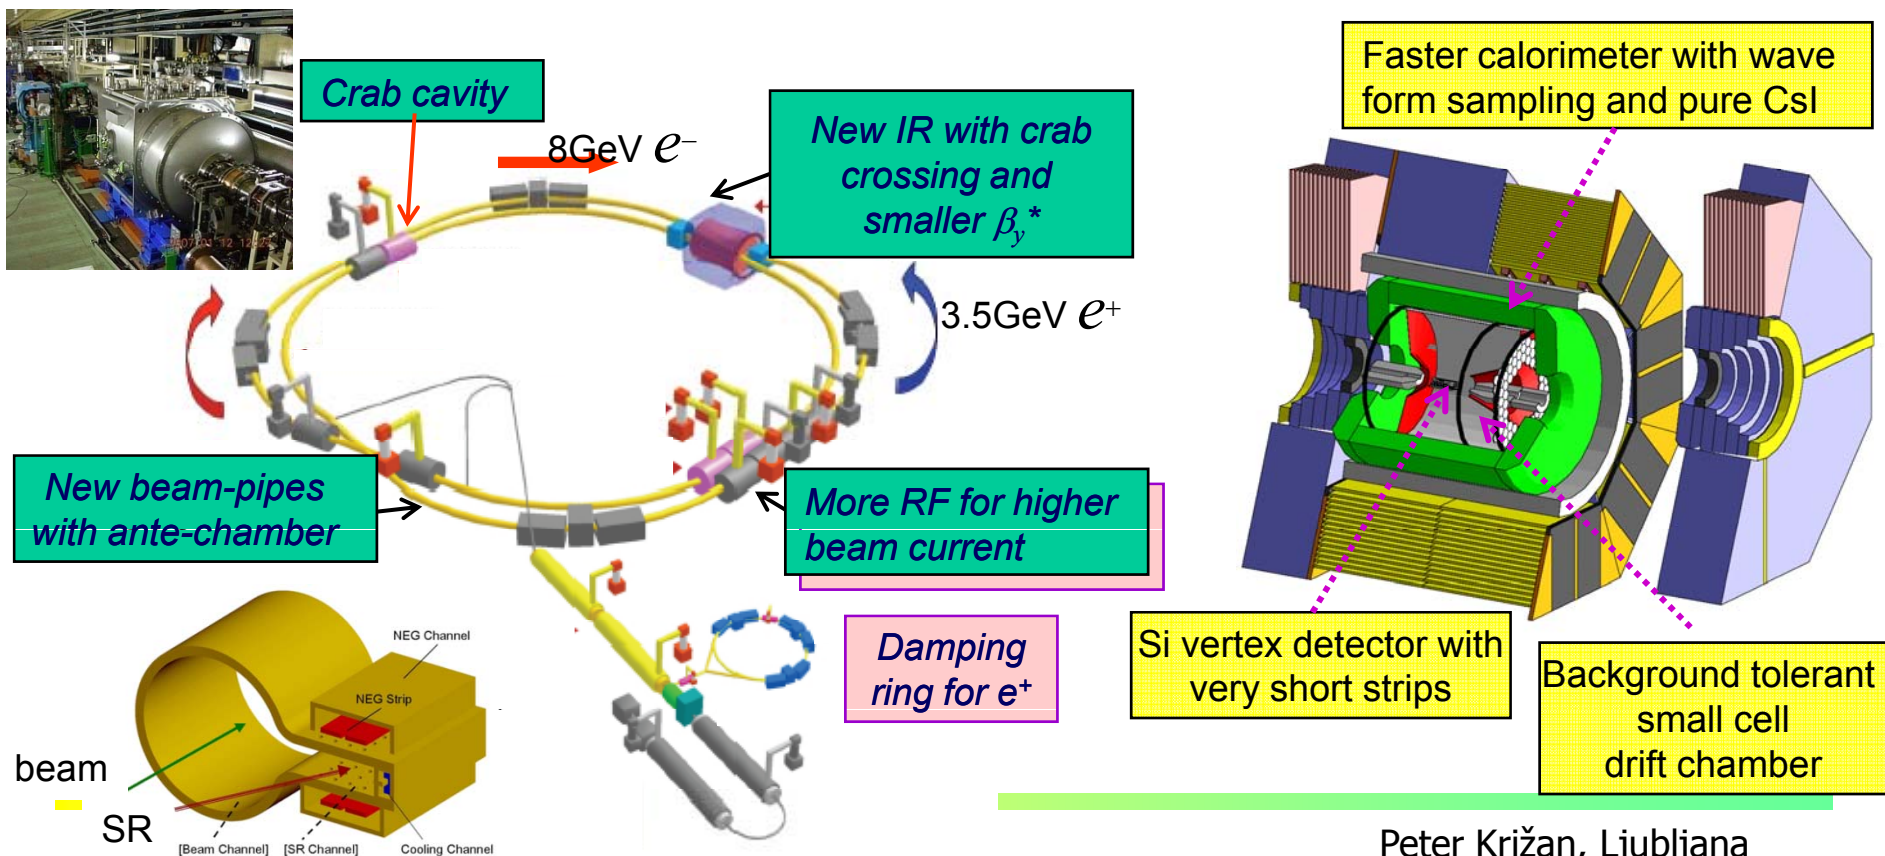 Crab cavity
8GeV e−
New IR with crab
crossing and
smaller βy*
3.5GeV e+
New beam-pipes
with ante-chamber
More RF for higher
beam current
Damping
ring for e+
NEG Channel
NEG Strip
beam
SR
[Beam Channel]
[SR Channel]
Cooling Channel
Faster calorimeter with wave
form sampling and pure CsI
Si vertex detector with
very short strips
Background tolerant
small cell
drift chamber
Peter Križan, Ljubljana